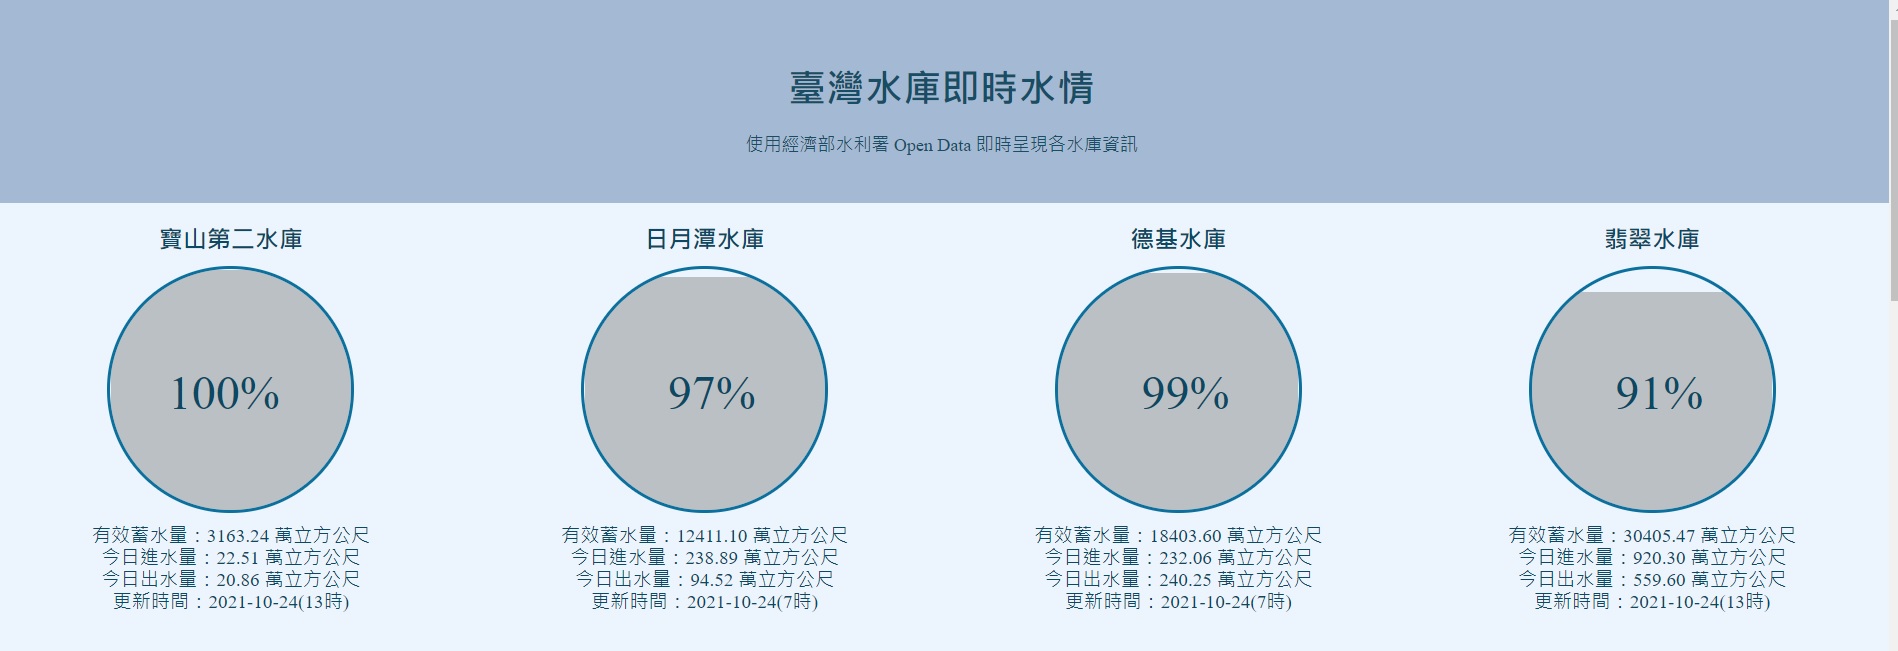 臺灣水庫即時水情
使用經濟部水利署 Open Data 即時呈現各水庫資訊
寶山第二水庫
100%
有效蓄水量：3163.24 萬立方公尺
今日進水量：22.51 萬立方公尺
今日出水量：20.86 萬立方公尺
更新時間：2021-10-24(13時)
日月潭水庫
97%
有效蓄水量：12411.10 萬立方公尺
今日進水量：238.89 萬立方公尺
今日出水量：94.52 萬立方公尺
更新時間：2021-10-24(7時)
德基水庫
99%
有效蓄水量：18403.60 萬立方公尺
今日進水量：232.06 萬立方公尺
今日出水量：240.25 萬立方公尺
更新時間：2021-10-24(7時)
翡翠水庫
91%
有效蓄水量：30405.47 萬立方公尺
今日進水量：920.30 萬立方公尺
今日出水量：559.60 萬立方公尺
更新時間：2021-10-24(13時)